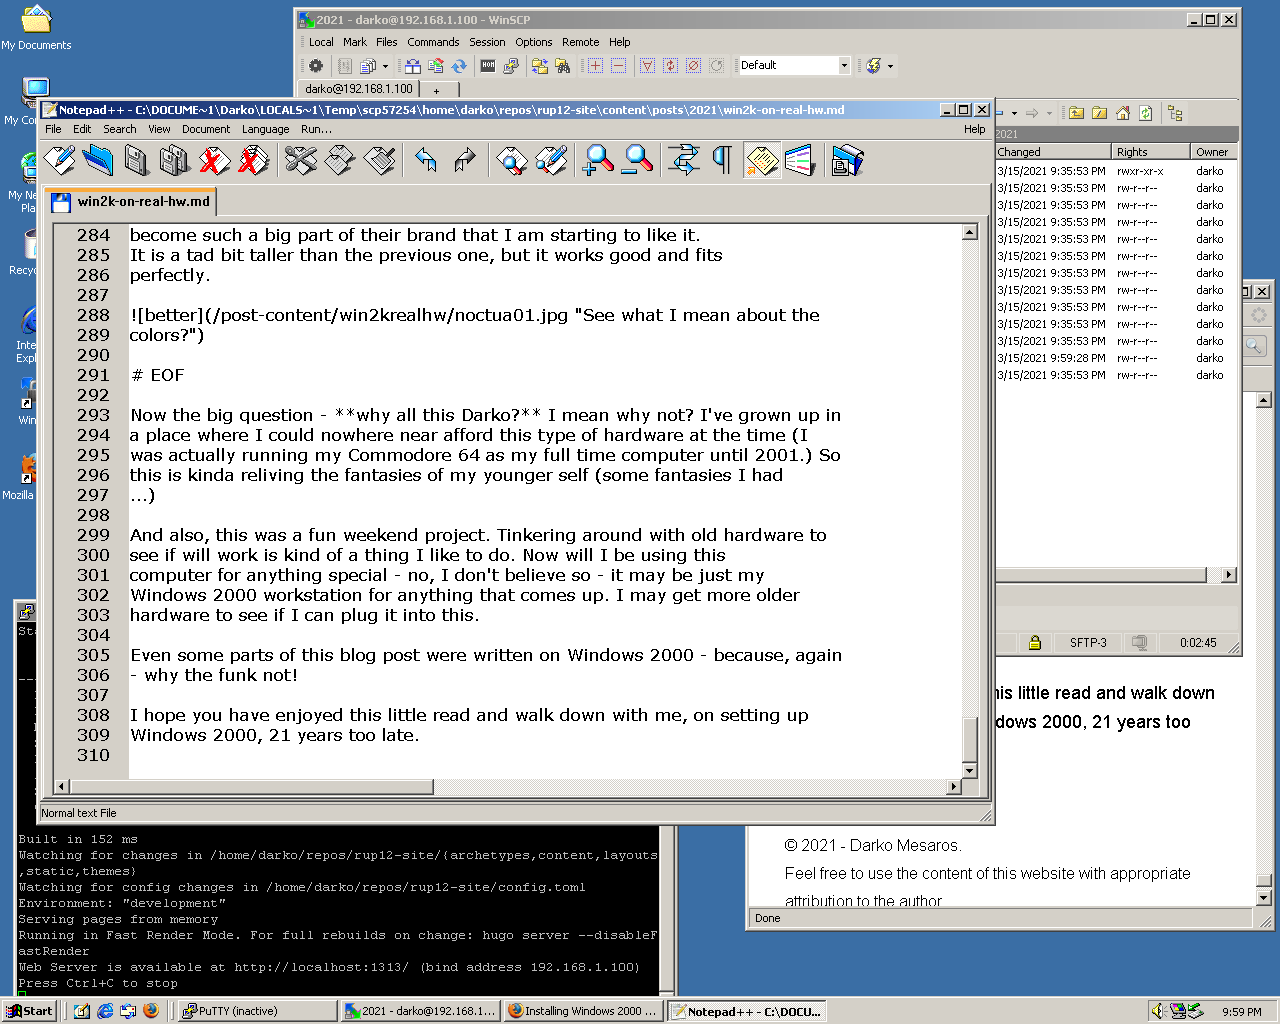 My Documents
My Co
My Ne
Pla
Recyc
Inte
Expl
Win
Mozilla
2021 - darko@192.168.1.100 - WinSCP
Local Mark Files Commands Session Options Remote Help
Default
darko@192.168.1.100
+
2021
Changed Rights Owner
3/15/2021 9:35:53 PM rwxr-xr-x darko
3/15/2021 9:35:53 PM rw-r--r-- darko
3/15/2021 9:35:53 PM rw-r--r-- darko
3/15/2021 9:35:53 PM rw-r--r-- darko
3/15/2021 9:35:53 PM rw-r--r-- darko
3/15/2021 9:35:53 PM rw-r--r-- darko
3/15/2021 9:35:53 PM rw-r--r-- darko
3/15/2021 9:35:53 PM rw-r--r-- darko
3/15/2021 9:35:53 PM rw-r--r-- darko
3/15/2021 9:35:53 PM rw-r--r-- darko
3/15/2021 9:35:53 PM rw-r--r-- darko
3/15/2021 9:59:28 PM rw-r--r-- darko
3/15/2021 9:35:53 PM rw-r--r-- darko
SFTP-3 0:02:45
Notepad++ - C:\DOCUME~1\Darko\LOCALS~1\Temp\scp57254\home\darko\repos\rup12-site\content\posts\2021\win2k-on-real-hw.md
File Edit Search View Document Language Run... Help
win2k-on-real-hw.md
284 become such a big part of their brand that I am starting to like it.
285 It is a tad bit taller than the previous one, but it works good and fits
286 perfectly.
287
288 ![better](/post-content/win2krealhw/noctua01.jpg "See what I mean about the
289 colors?")
290
291 # EOF
292
293 Now the big question - **why all this Darko?** I mean why not? I've grown up in
294 a place where I could nowhere near afford this type of hardware at the time (I
295 was actually running my Commodore 64 as my full time computer until 2001.) So
296 this is kinda reliving the fantasies of my younger self (some fantasies I had
297 ...)
298
299 And also, this was a fun weekend project. Tinkering around with old hardware to
300 see if will work is kind of a thing I like to do. Now will I be using this
301 computer for anything special - no, I don't believe so - it may be just my
302 Windows 2000 workstation for anything that comes up. I may get more older
303 hardware to see if I can plug it into this.
304
305 Even some parts of this blog post were written on Windows 2000 - because, again
306 - why the funk not!
307
308 I hope you have enjoyed this little read and walk down with me, on setting up
309 Windows 2000, 21 years too late.
310
Normal text File
his little read and walk down
dows 2000, 21 years too
© 2021 - Darko Mesaros.
Feel free to use the content of this website with appropriate
attribution to the author
Done
Sta
Built in 152 ms
Watching for changes in /home/darko/repos/rup12-site/{archetypes,content,layouts
,static,themes}
Watching for config changes in /home/darko/repos/rup12-site/config.toml
Environment: "development"
Serving pages from memory
Running in Fast Render Mode. For full rebuilds on change: hugo server --disableF
astRender
Web Server is available at http://localhost:1313/ (bind address 192.168.1.100)
Press Ctrl+C to stop
Start PuTTY (inactive) 2021 - darko@192.168.1... Installing Windows 2000 ... Notepad++ - C:\DOCU... 9:59 PM